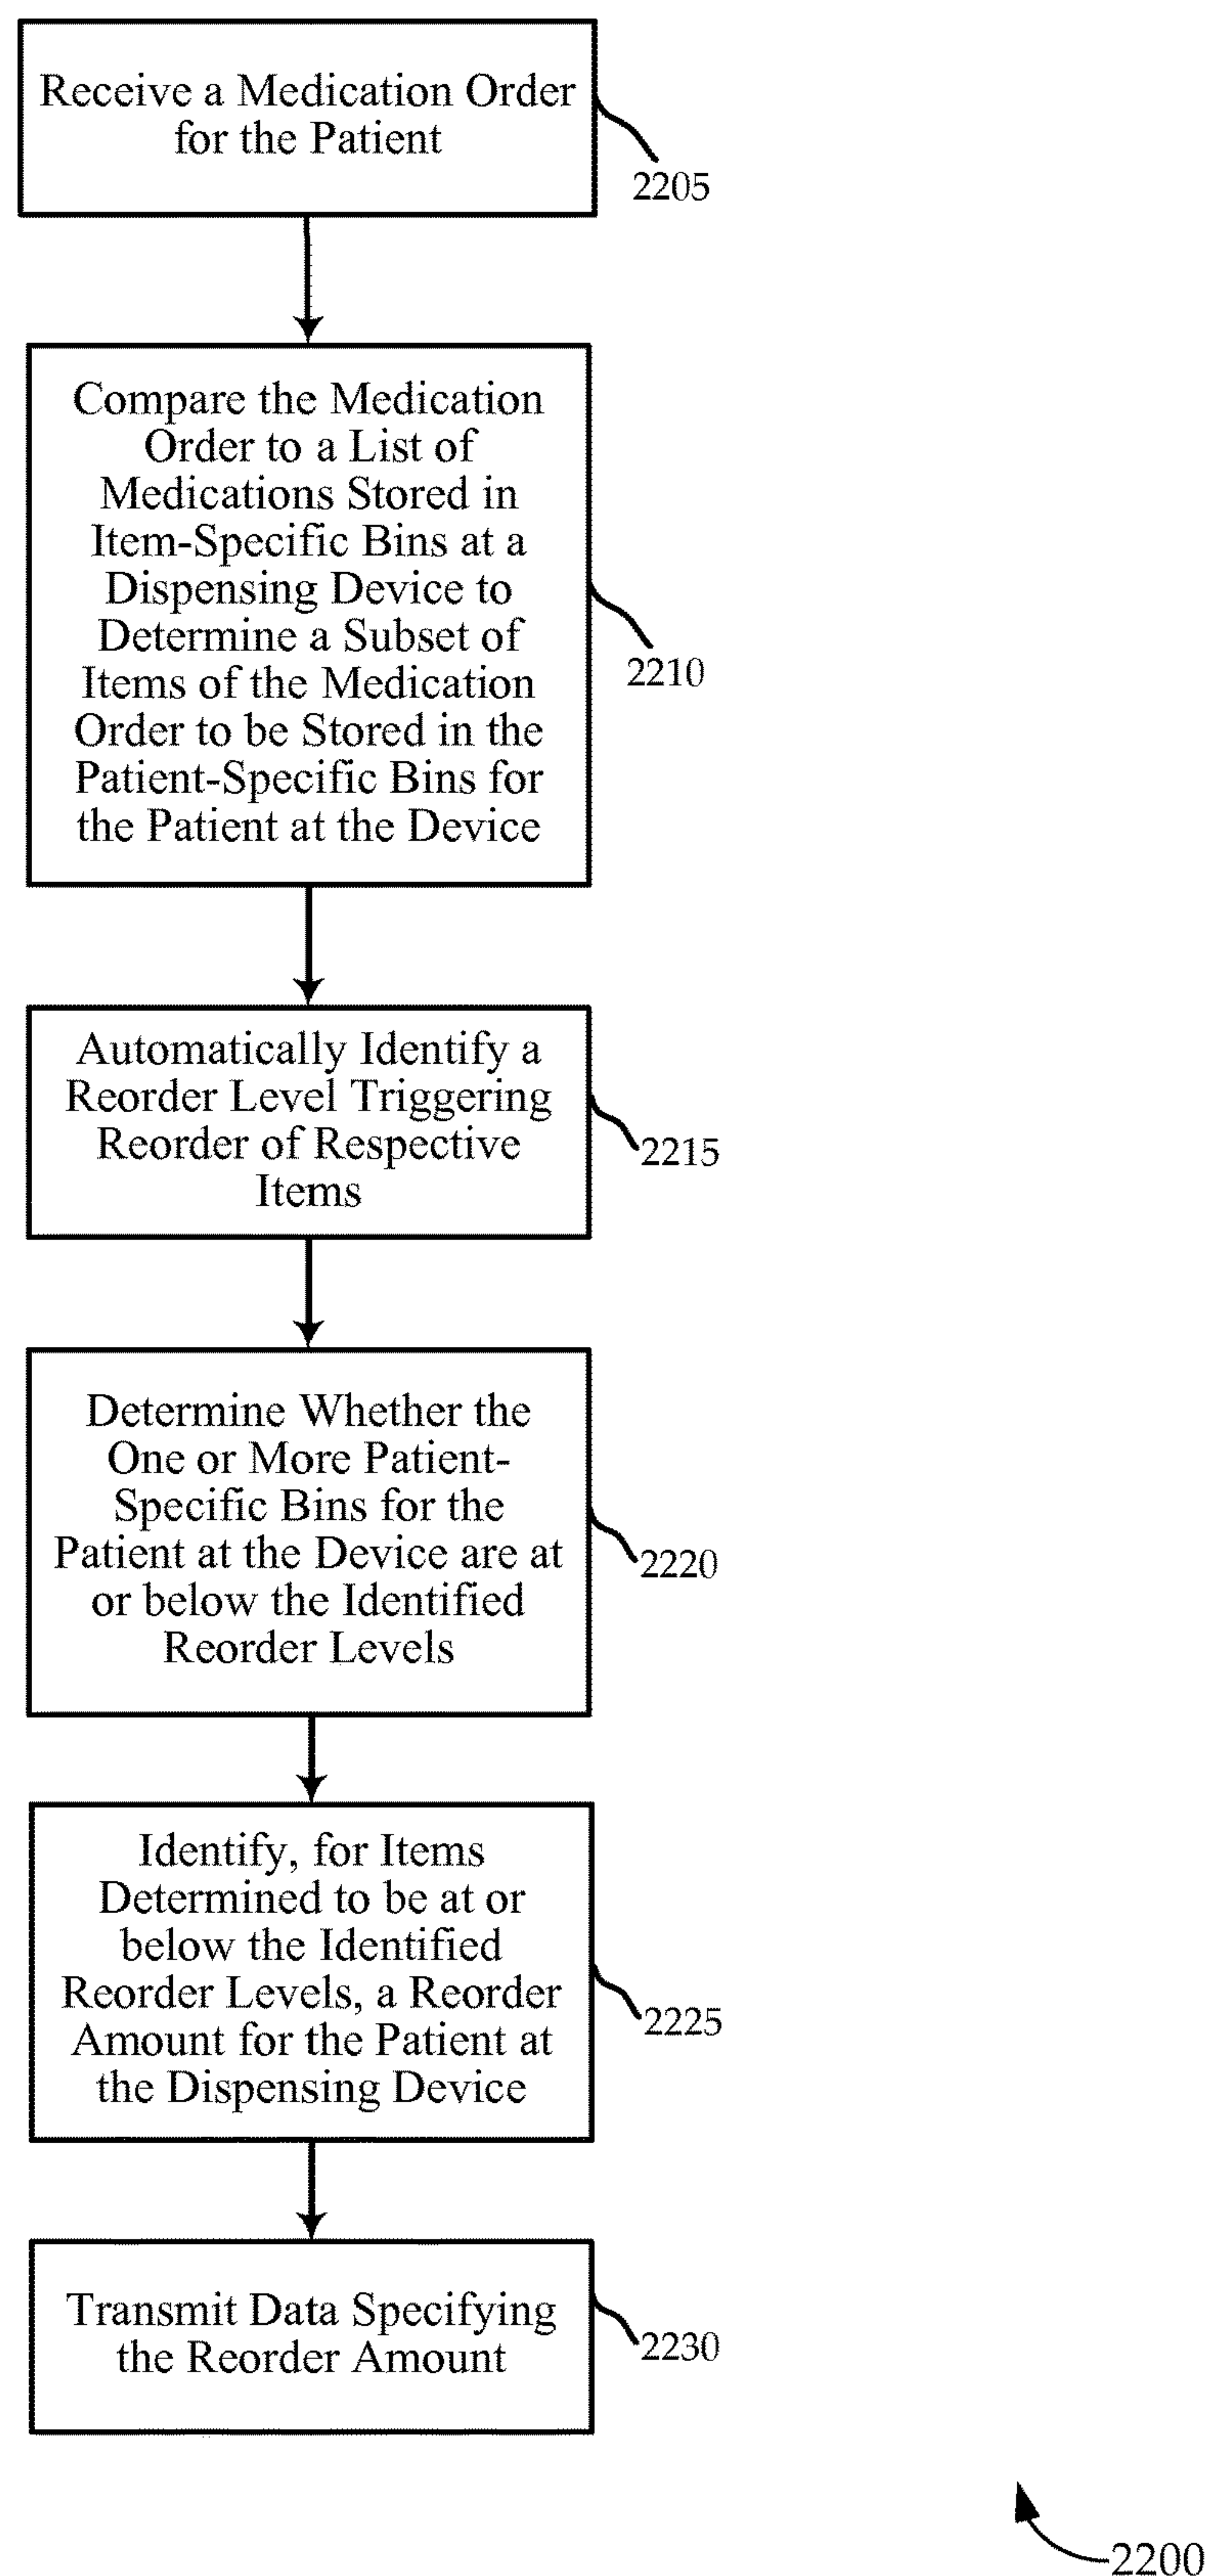 Receive a Medication Order
for the Patient
2205
Compare the Medication
Order to a List of
Medications Stored in
Item-Specific Bins at a
Dispensing Device to
Determine a Subset of
Items of the Medication
Order to be Stored in the
Patient-Specific Bins for
the Patient at the Device
2210
Automatically Identify a
Reorder Level Triggering
Reorder of Respective
Items
2215
Determine Whether the
One or More Patient-
Specific Bins for the
Patient at the Device are at
or below the Identified
Reorder Levels
2220
Identify, for Items
Determined to be at or
below the Identified
Reorder Levels, a Reorder
Amount for the Patient at
the Dispensing Device
2225
Transmit Data Specifying
the Reorder Amount
2230
2200